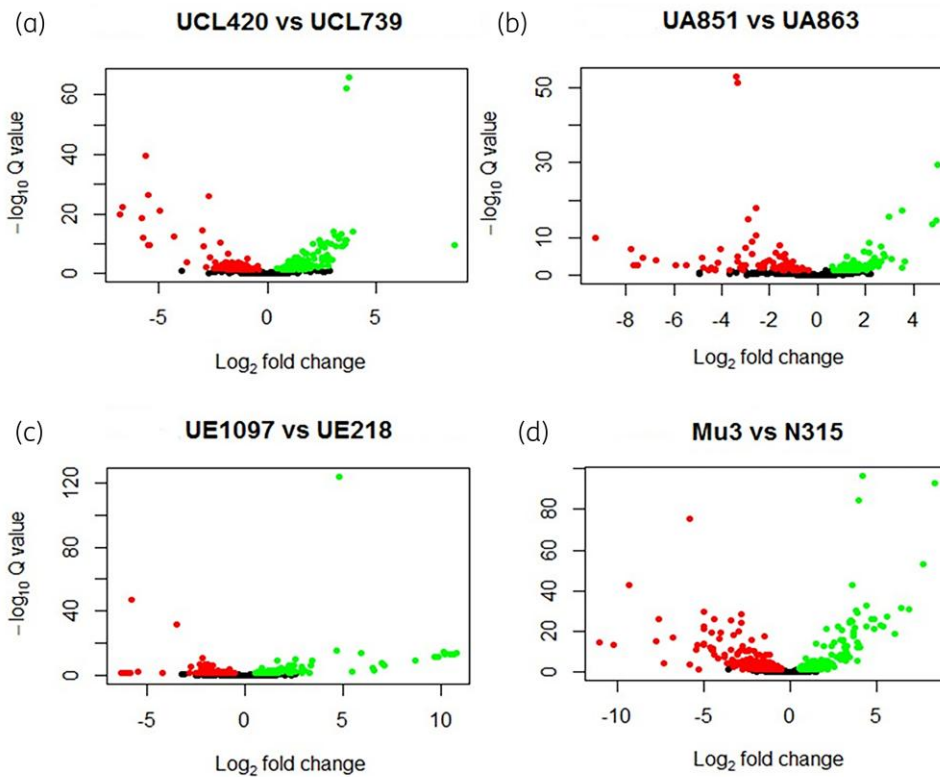 (a) UCL420 vs UCL739
−log₁₀ Q value
60
40
20
0
-5 0 5
Log₂ fold change
(b) UA851 vs UA863
−log₁₀ Q value
50
30
10
0
-8 -6 -4 -2 0 2 4
Log₂ fold change
(c) UE1097 vs UE218
−log₁₀ Q value
120
80
40
0
-5 0 5 10
Log₂ fold change
(d) Mu3 vs N315
80
60
40
20
0
-10 -5 0 5
Log₂ fold change